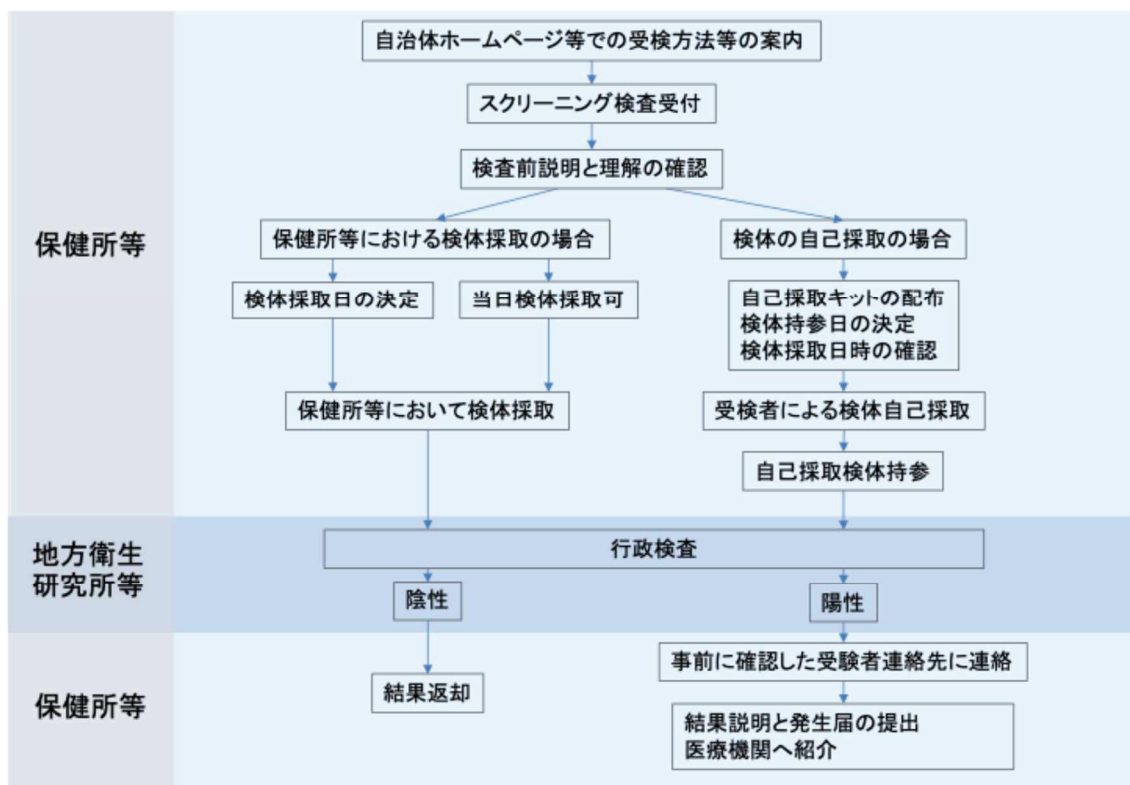 自治体ホームページ等での受検方法等の案内
スクリーニング検査受付
検査前説明と理解の確認
保健所等
保健所等における検体採取の場合
検体の自己採取の場合
検体採取日の決定
当日検体採取可
自己採取キットの配布
検体持参日の決定
検体採取日時の確認
保健所等において検体採取
受検者による検体自己採取
自己採取検体持参
地方衛生
研究所等
行政検査
陰性
陽性
保健所等
事前に確認した受験者連絡先に連絡
結果返却
結果説明と発生届の提出
医療機関へ紹介